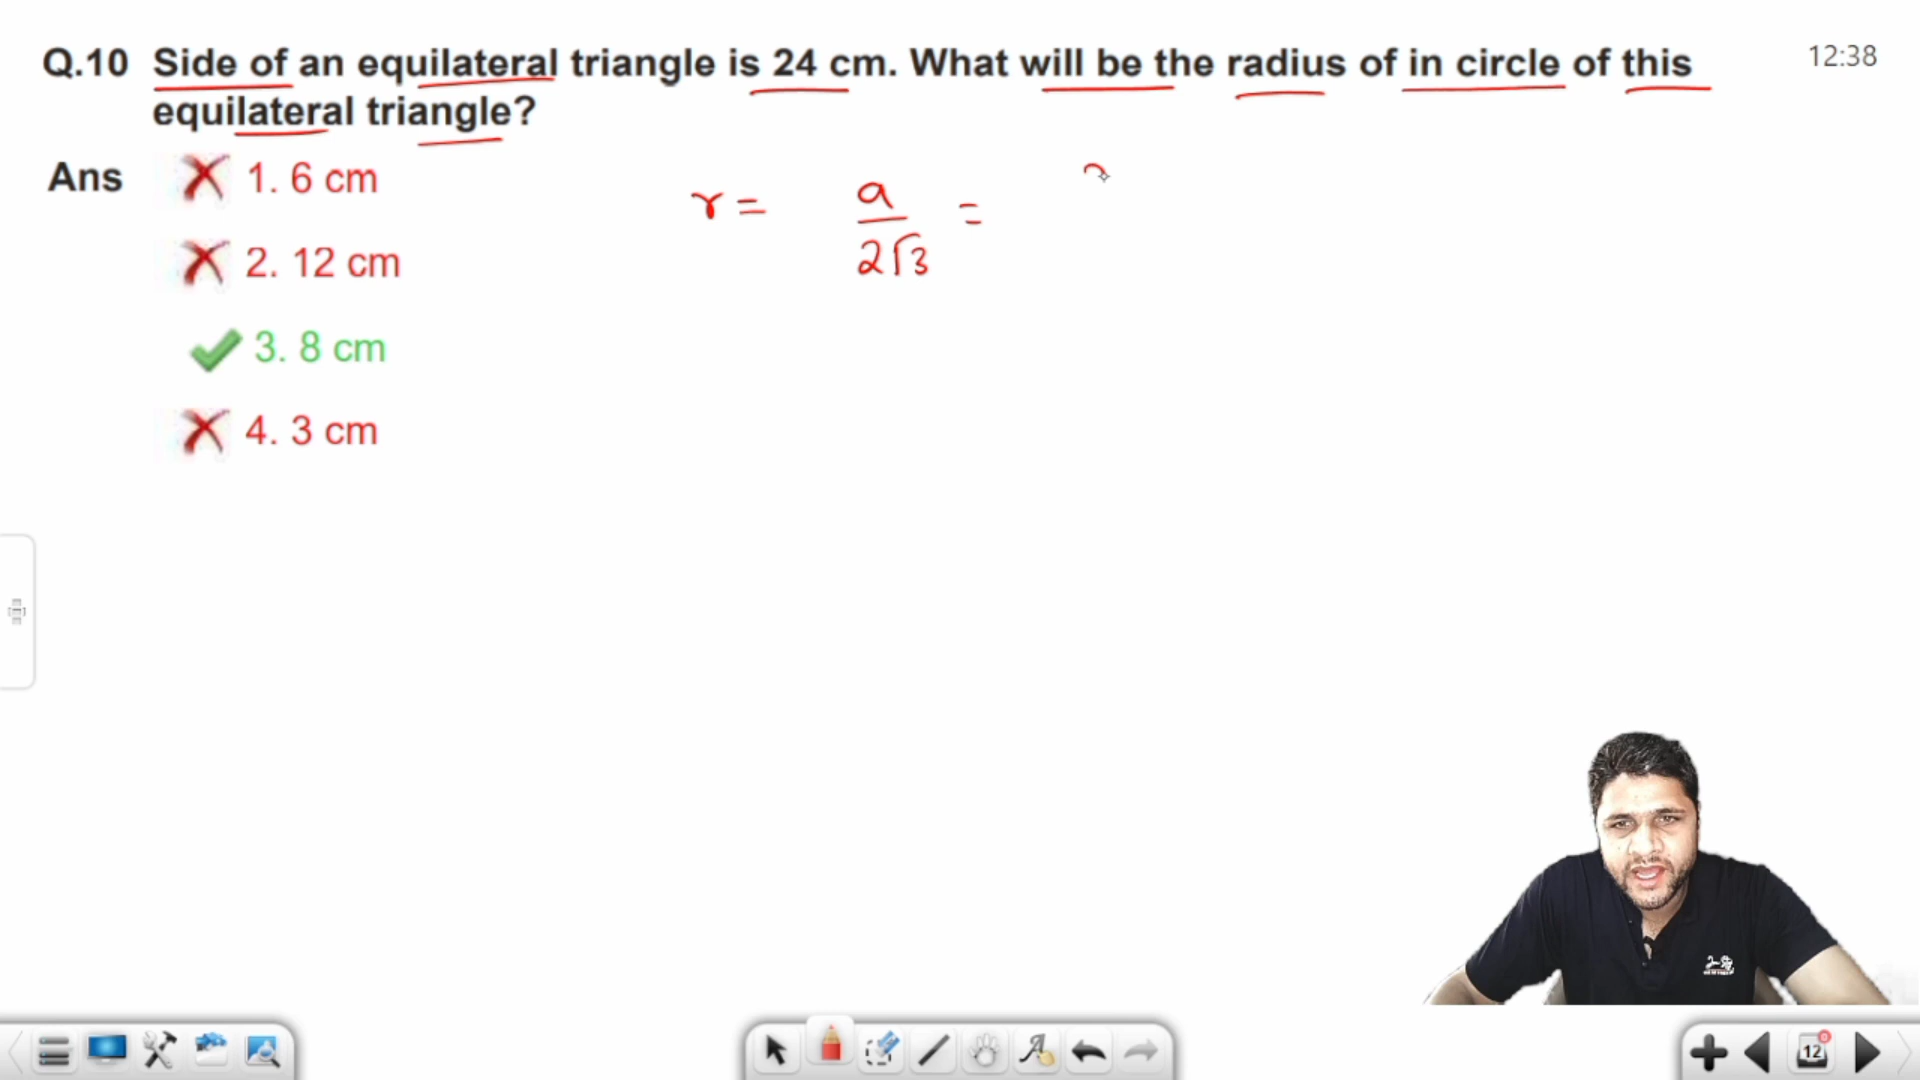 Q.10 Side of an equilateral triangle is 24 cm. What will be the radius of in circle of this
equilateral triangle?
12:38
Ans 1. 6 cm
2. 12 cm
3. 8 cm
4. 3 cm
r = a/2√3 =
12